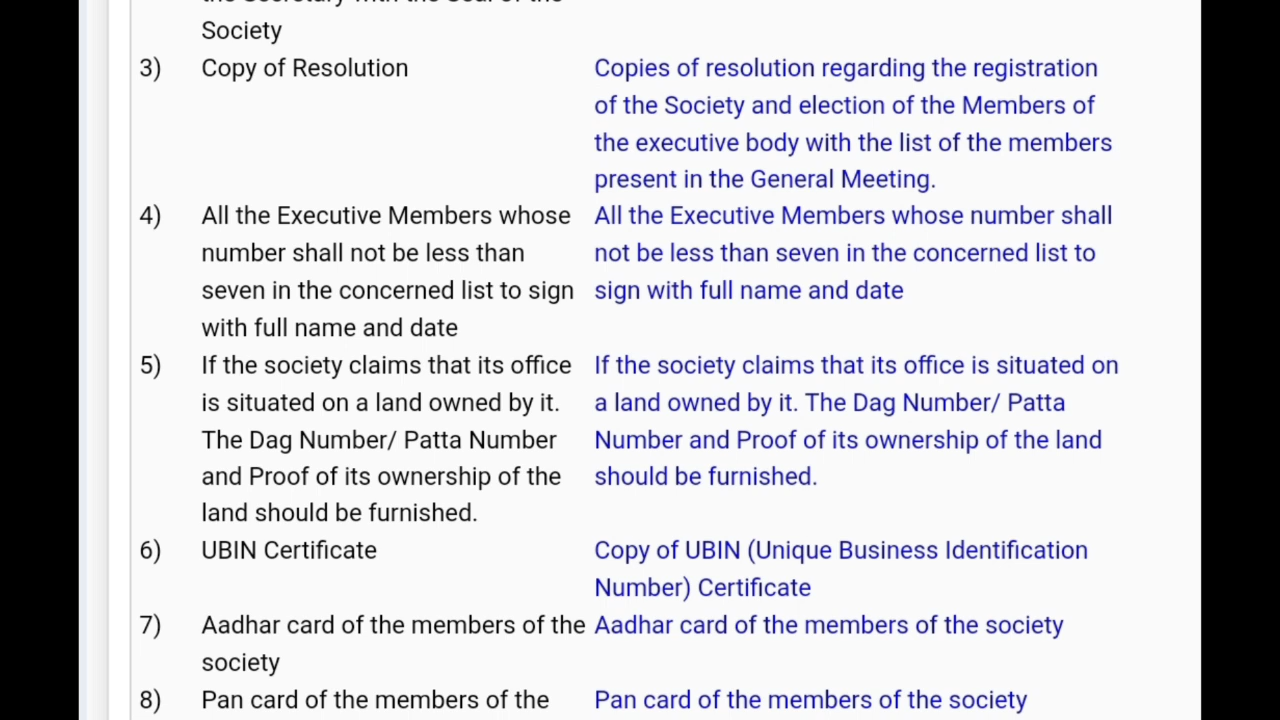 Society
3) Copy of Resolution Copies of resolution regarding the registration
of the Society and election of the Members of
the executive body with the list of the members
present in the General Meeting.
4) All the Executive Members whose All the Executive Members whose number shall
number shall not be less than not be less than seven in the concerned list to
seven in the concerned list to sign sign with full name and date
with full name and date
5) If the society claims that its office If the society claims that its office is situated on
is situated on a land owned by it. a land owned by it. The Dag Number/ Patta
The Dag Number/ Patta Number Number and Proof of its ownership of the land
and Proof of its ownership of the should be furnished.
land should be furnished.
6) UBIN Certificate Copy of UBIN (Unique Business Identification
Number) Certificate
7) Aadhar card of the members of the Aadhar card of the members of the society
society
8) Pan card of the members of the Pan card of the members of the society